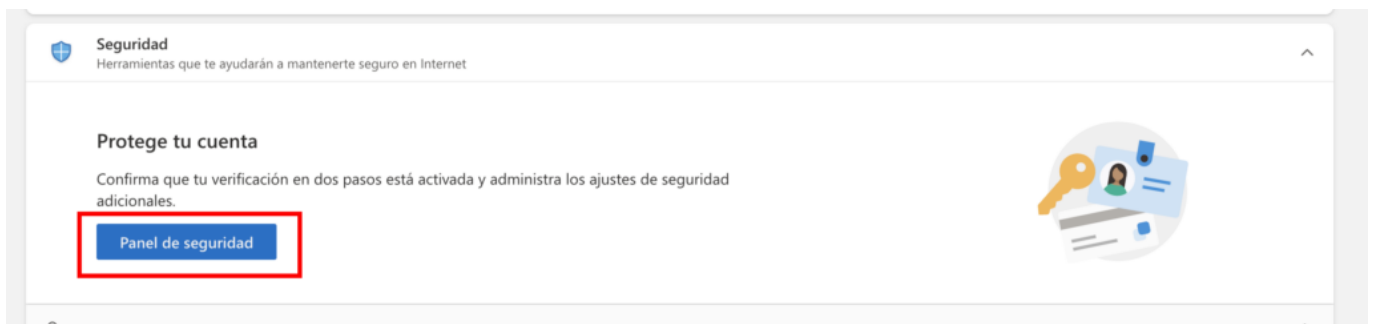 Seguridad
Herramientas que te ayudarán a mantenerte seguro en Internet
Protege tu cuenta
Confirma que tu verificación en dos pasos está activada y administra los ajustes de seguridad
adicionales.
Panel de seguridad